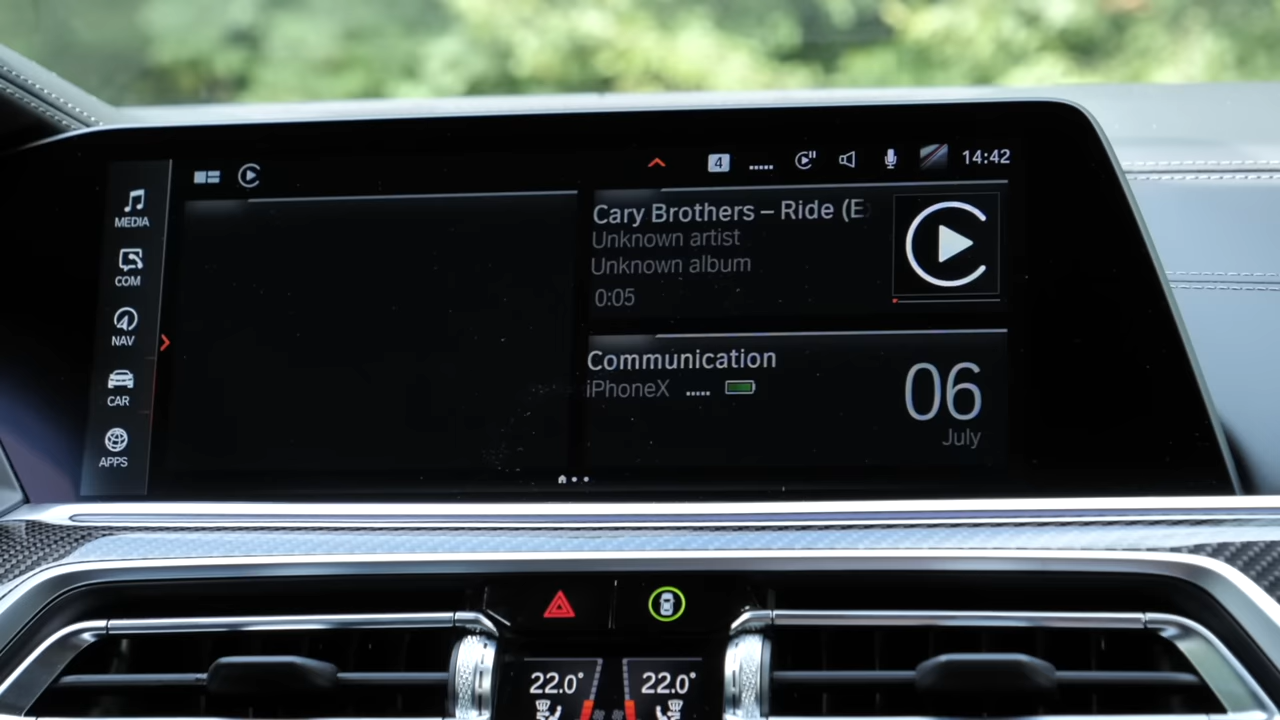 4
14:42
MEDIA
COM
NAV
CAR
APPS
Cary Brothers – Ride (E
Unknown artist
Unknown album
0:05
Communication
iPhoneX
06
July
22.0°
22.0°